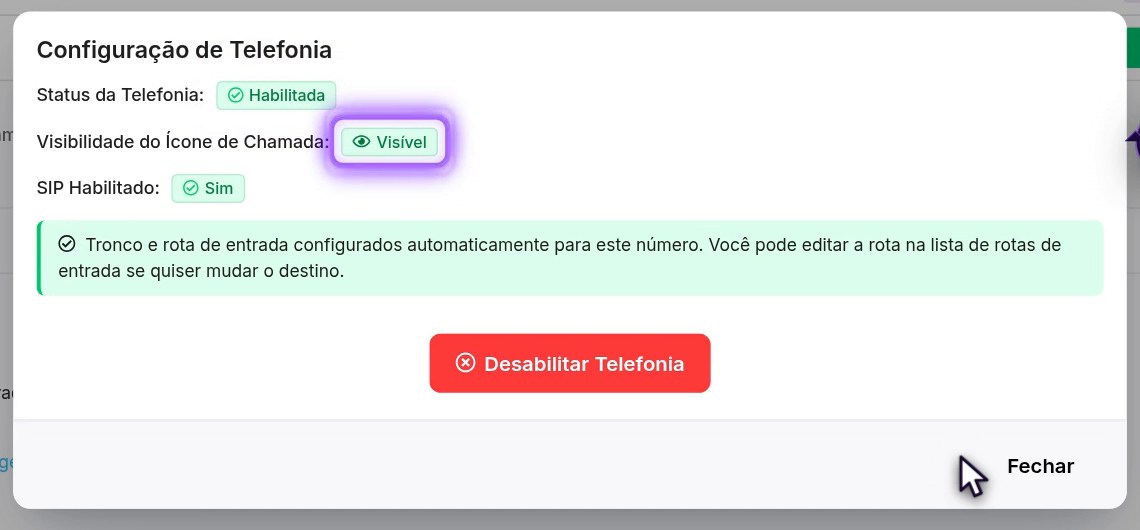 Configuração de Telefonia
Status da Telefonia: Habilitada
Visibilidade do Ícone de Chamada: Visível
SIP Habilitado: Sim
Tronco e rota de entrada configurados automaticamente para este número. Você pode editar a rota na lista de rotas de
entrada se quiser mudar o destino.
Desabilitar Telefonia
Fechar